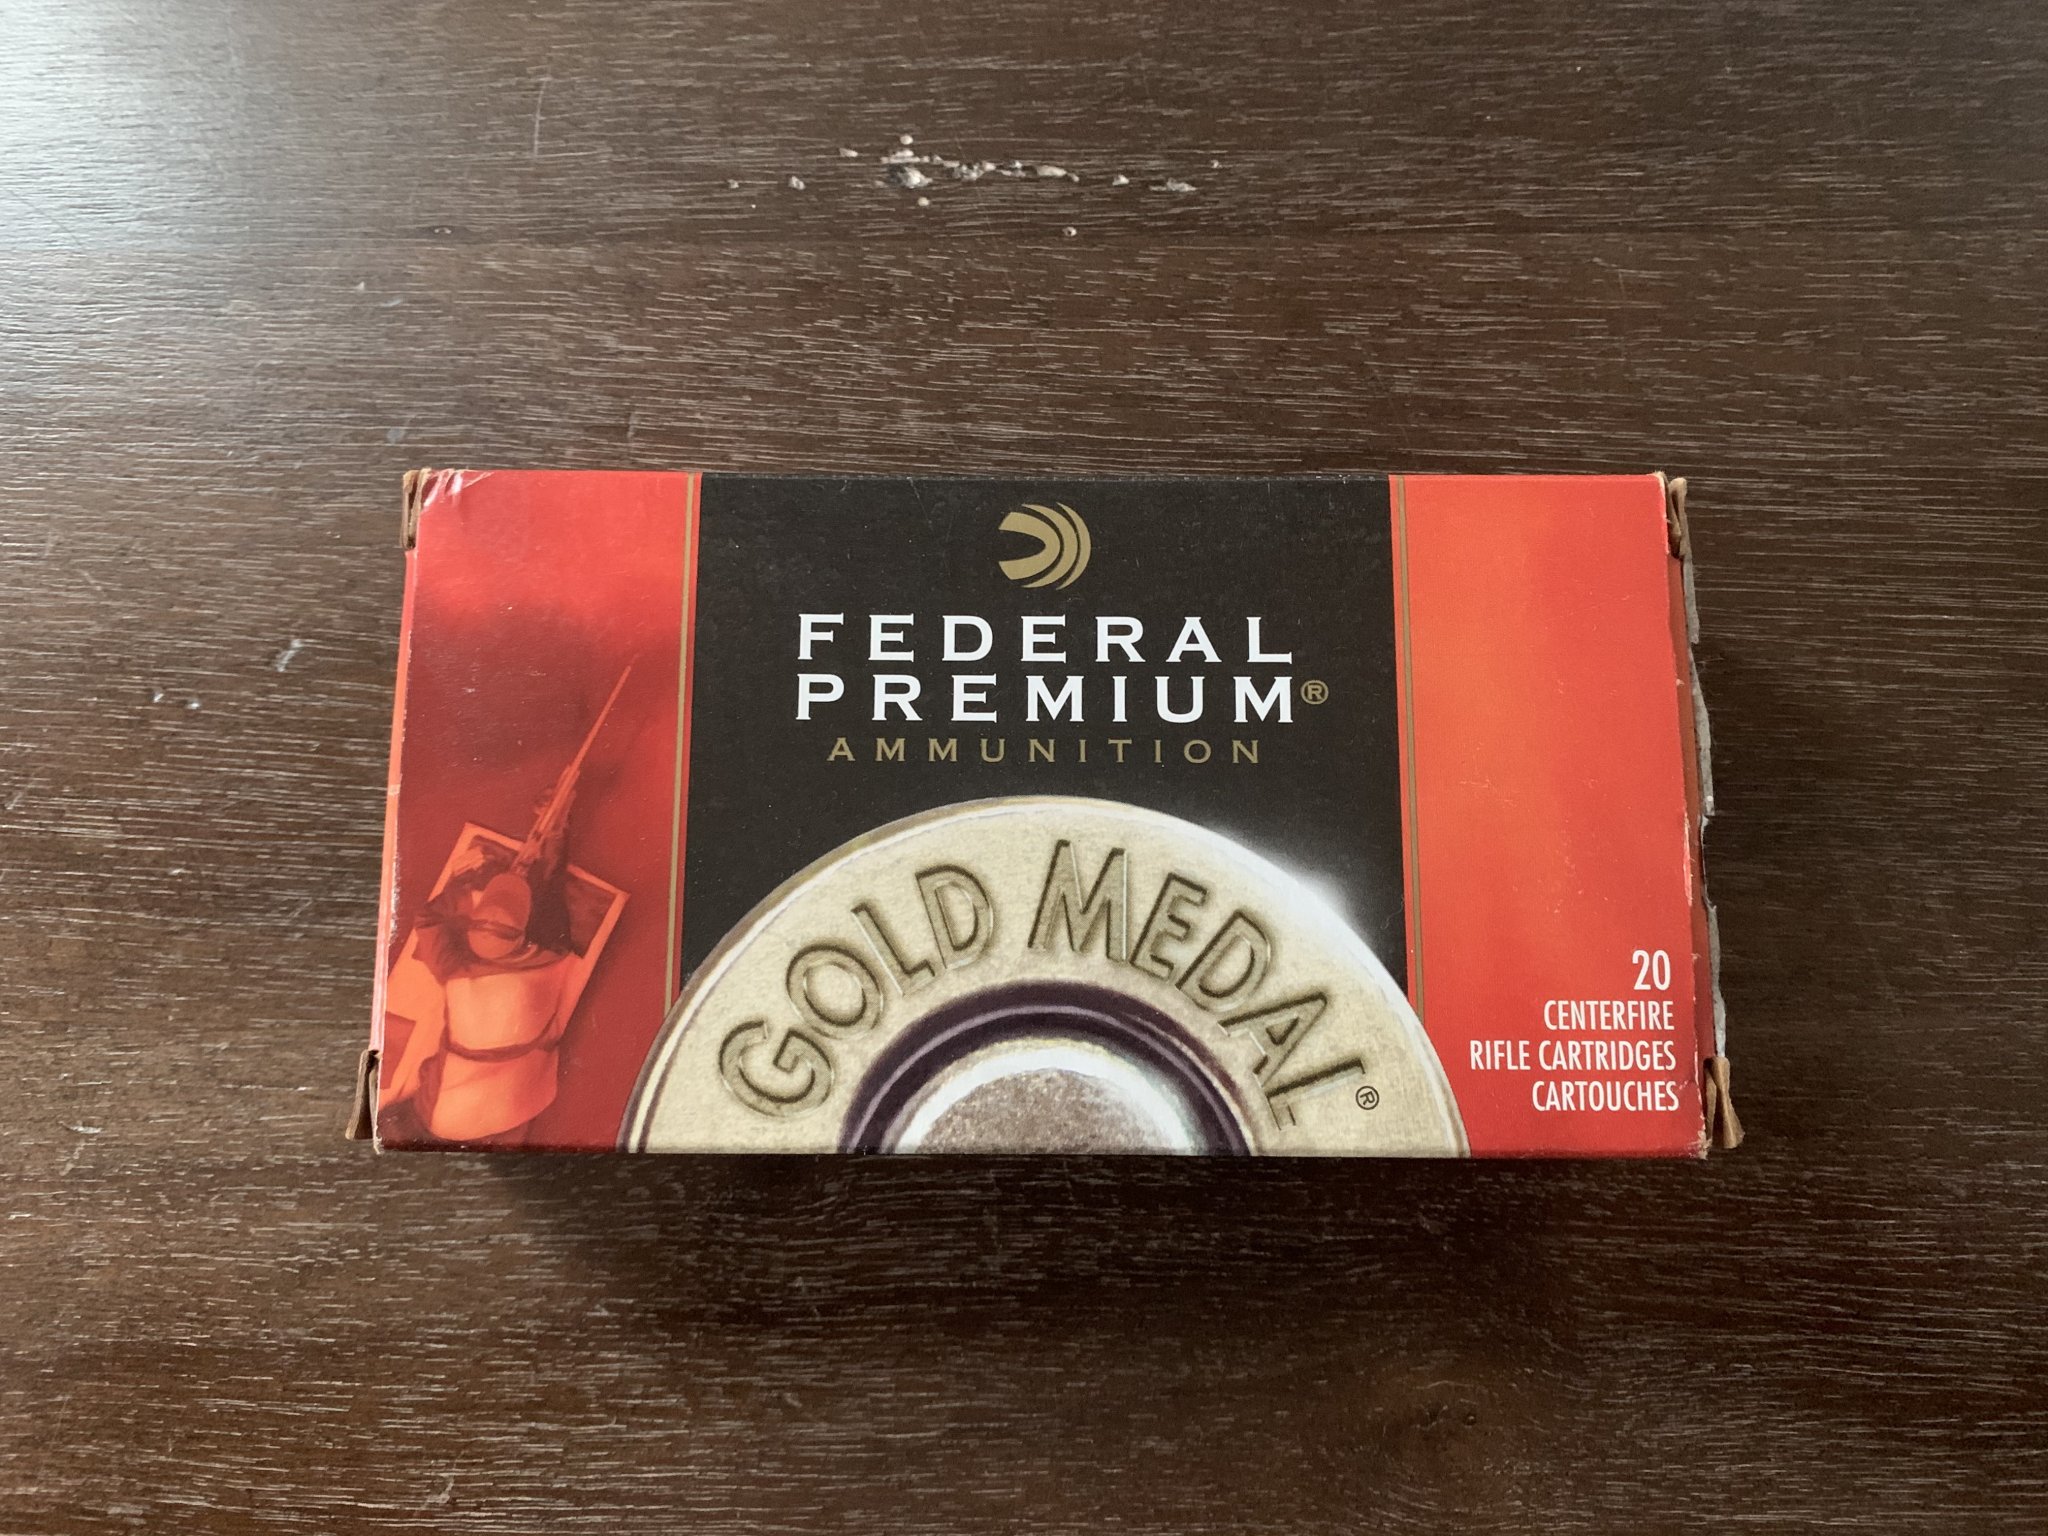 FEDERAL
PREMIUM®
AMMUNITION
GOLD MEDAL®
20
CENTERFIRE
RIFLE CARTRIDGES
CARTOUCHES